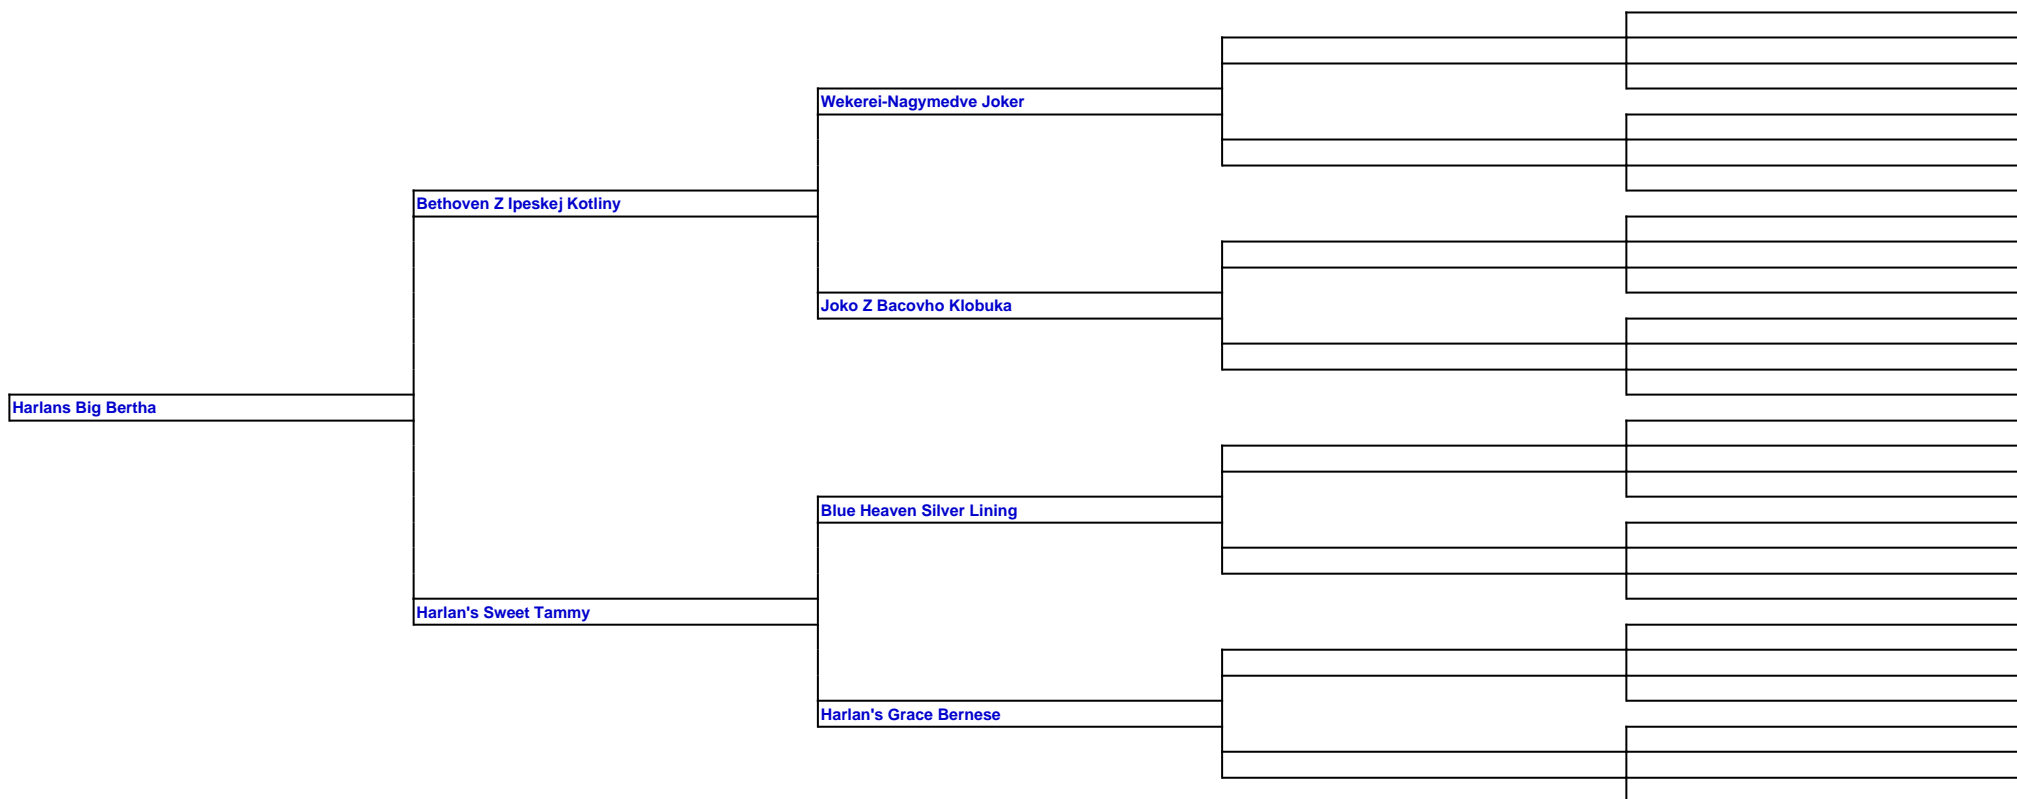 Wekerei-Nagymedve Joker
Bethoven Z Ipeskej Kotliny
Joko Z Bacovho Klobuka
Harlans Big Bertha
Blue Heaven Silver Lining
Harlan's Sweet Tammy
Harlan's Grace Bernese